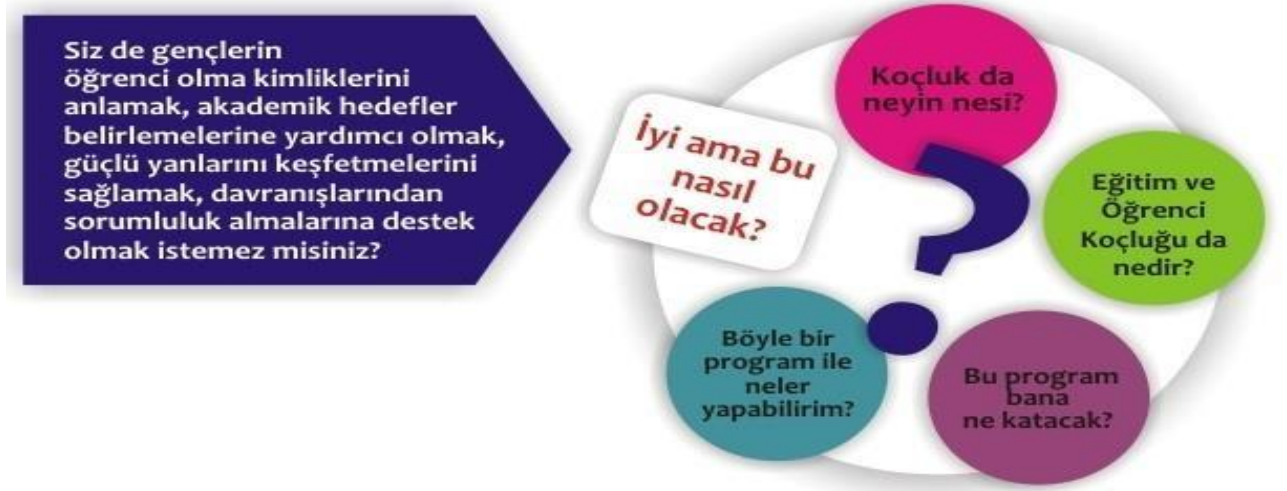 Siz de gençlerin
öğrenci olma kimliklerini
anlamak, akademik hedefler
belirlemelerine yardımcı olmak,
güçlü yanlarını keşfetmelerini
sağlamak, davranışlarından
sorumluluk almalarına destek
olmak istemez misiniz?
İyi ama bu
nasıl
olacak?
Koçluk da
neyin nesi?
?
Eğitim ve
Öğrenci
Koçluğu da
nedir?
Bu program
bana
ne katacak?
Böyle bir
program ile
neler
yapabilirim?